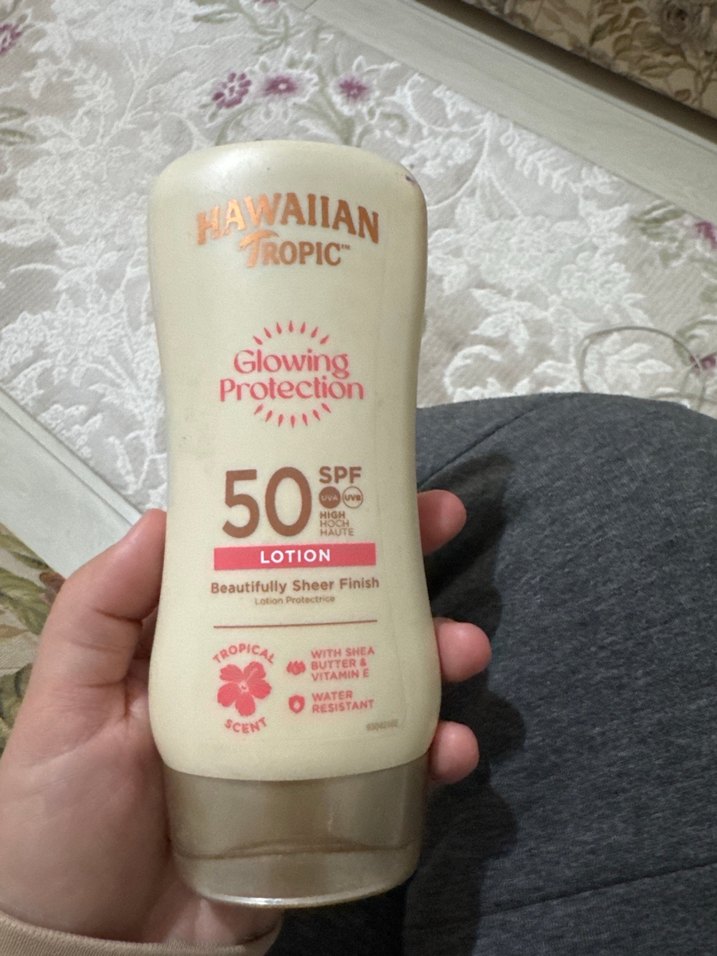 HAWAIIAN
TROPIC™
Glowing
Protection
50 SPF
UVA UVB
HIGH
HOCH
HAUTE
LOTION
Beautifully Sheer Finish
Lotion Protectrice
TROPICAL
SCENT
WITH SHEA
BUTTER &
VITAMIN E
WATER
RESISTANT